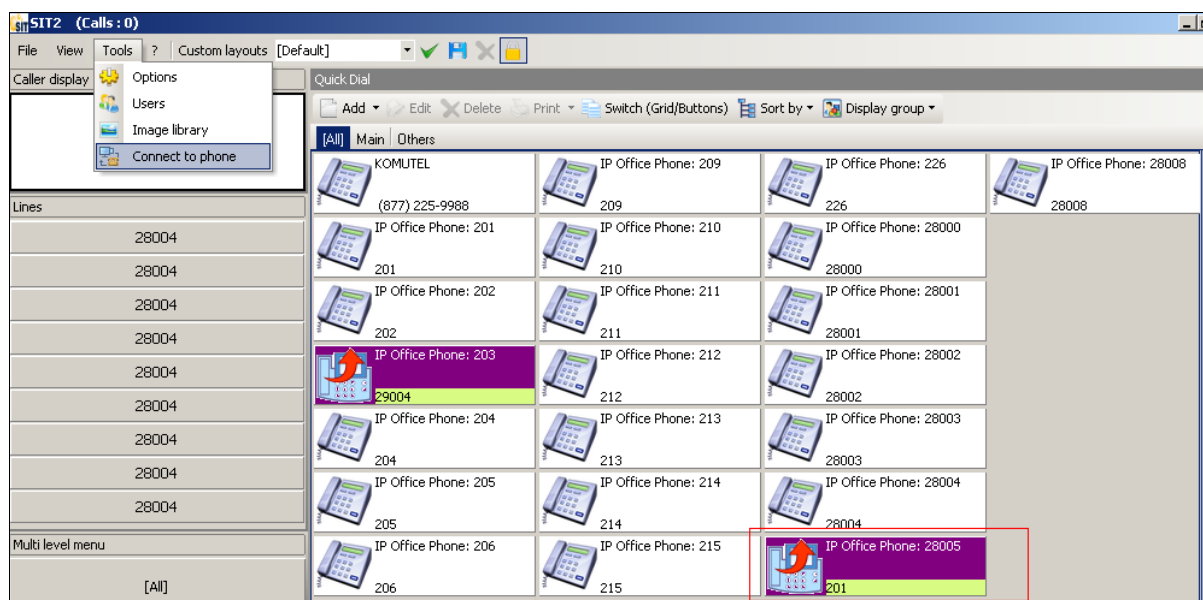 SIT2 (Calls : 0)
File View Tools ? Custom layouts [Default]
Caller display
Options
Users
Image library
Connect to phone
Lines
28004
28004
28004
28004
28004
28004
28004
28004
28004
Multi level menu
[All]
Quick Dial
Add Edit Delete Print Switch (Grid/Buttons) Sort by Display group
[All] Main Others
KOMUTEL
(877) 225-9988
IP Office Phone: 209
209
IP Office Phone: 226
226
IP Office Phone: 28008
28008
IP Office Phone: 201
201
IP Office Phone: 210
210
IP Office Phone: 28000
28000
IP Office Phone: 202
202
IP Office Phone: 211
211
IP Office Phone: 28001
28001
IP Office Phone: 203
29004
IP Office Phone: 212
212
IP Office Phone: 28002
28002
IP Office Phone: 204
204
IP Office Phone: 213
213
IP Office Phone: 28003
28003
IP Office Phone: 205
205
IP Office Phone: 214
214
IP Office Phone: 28004
28004
IP Office Phone: 206
206
IP Office Phone: 215
215
IP Office Phone: 28005
201